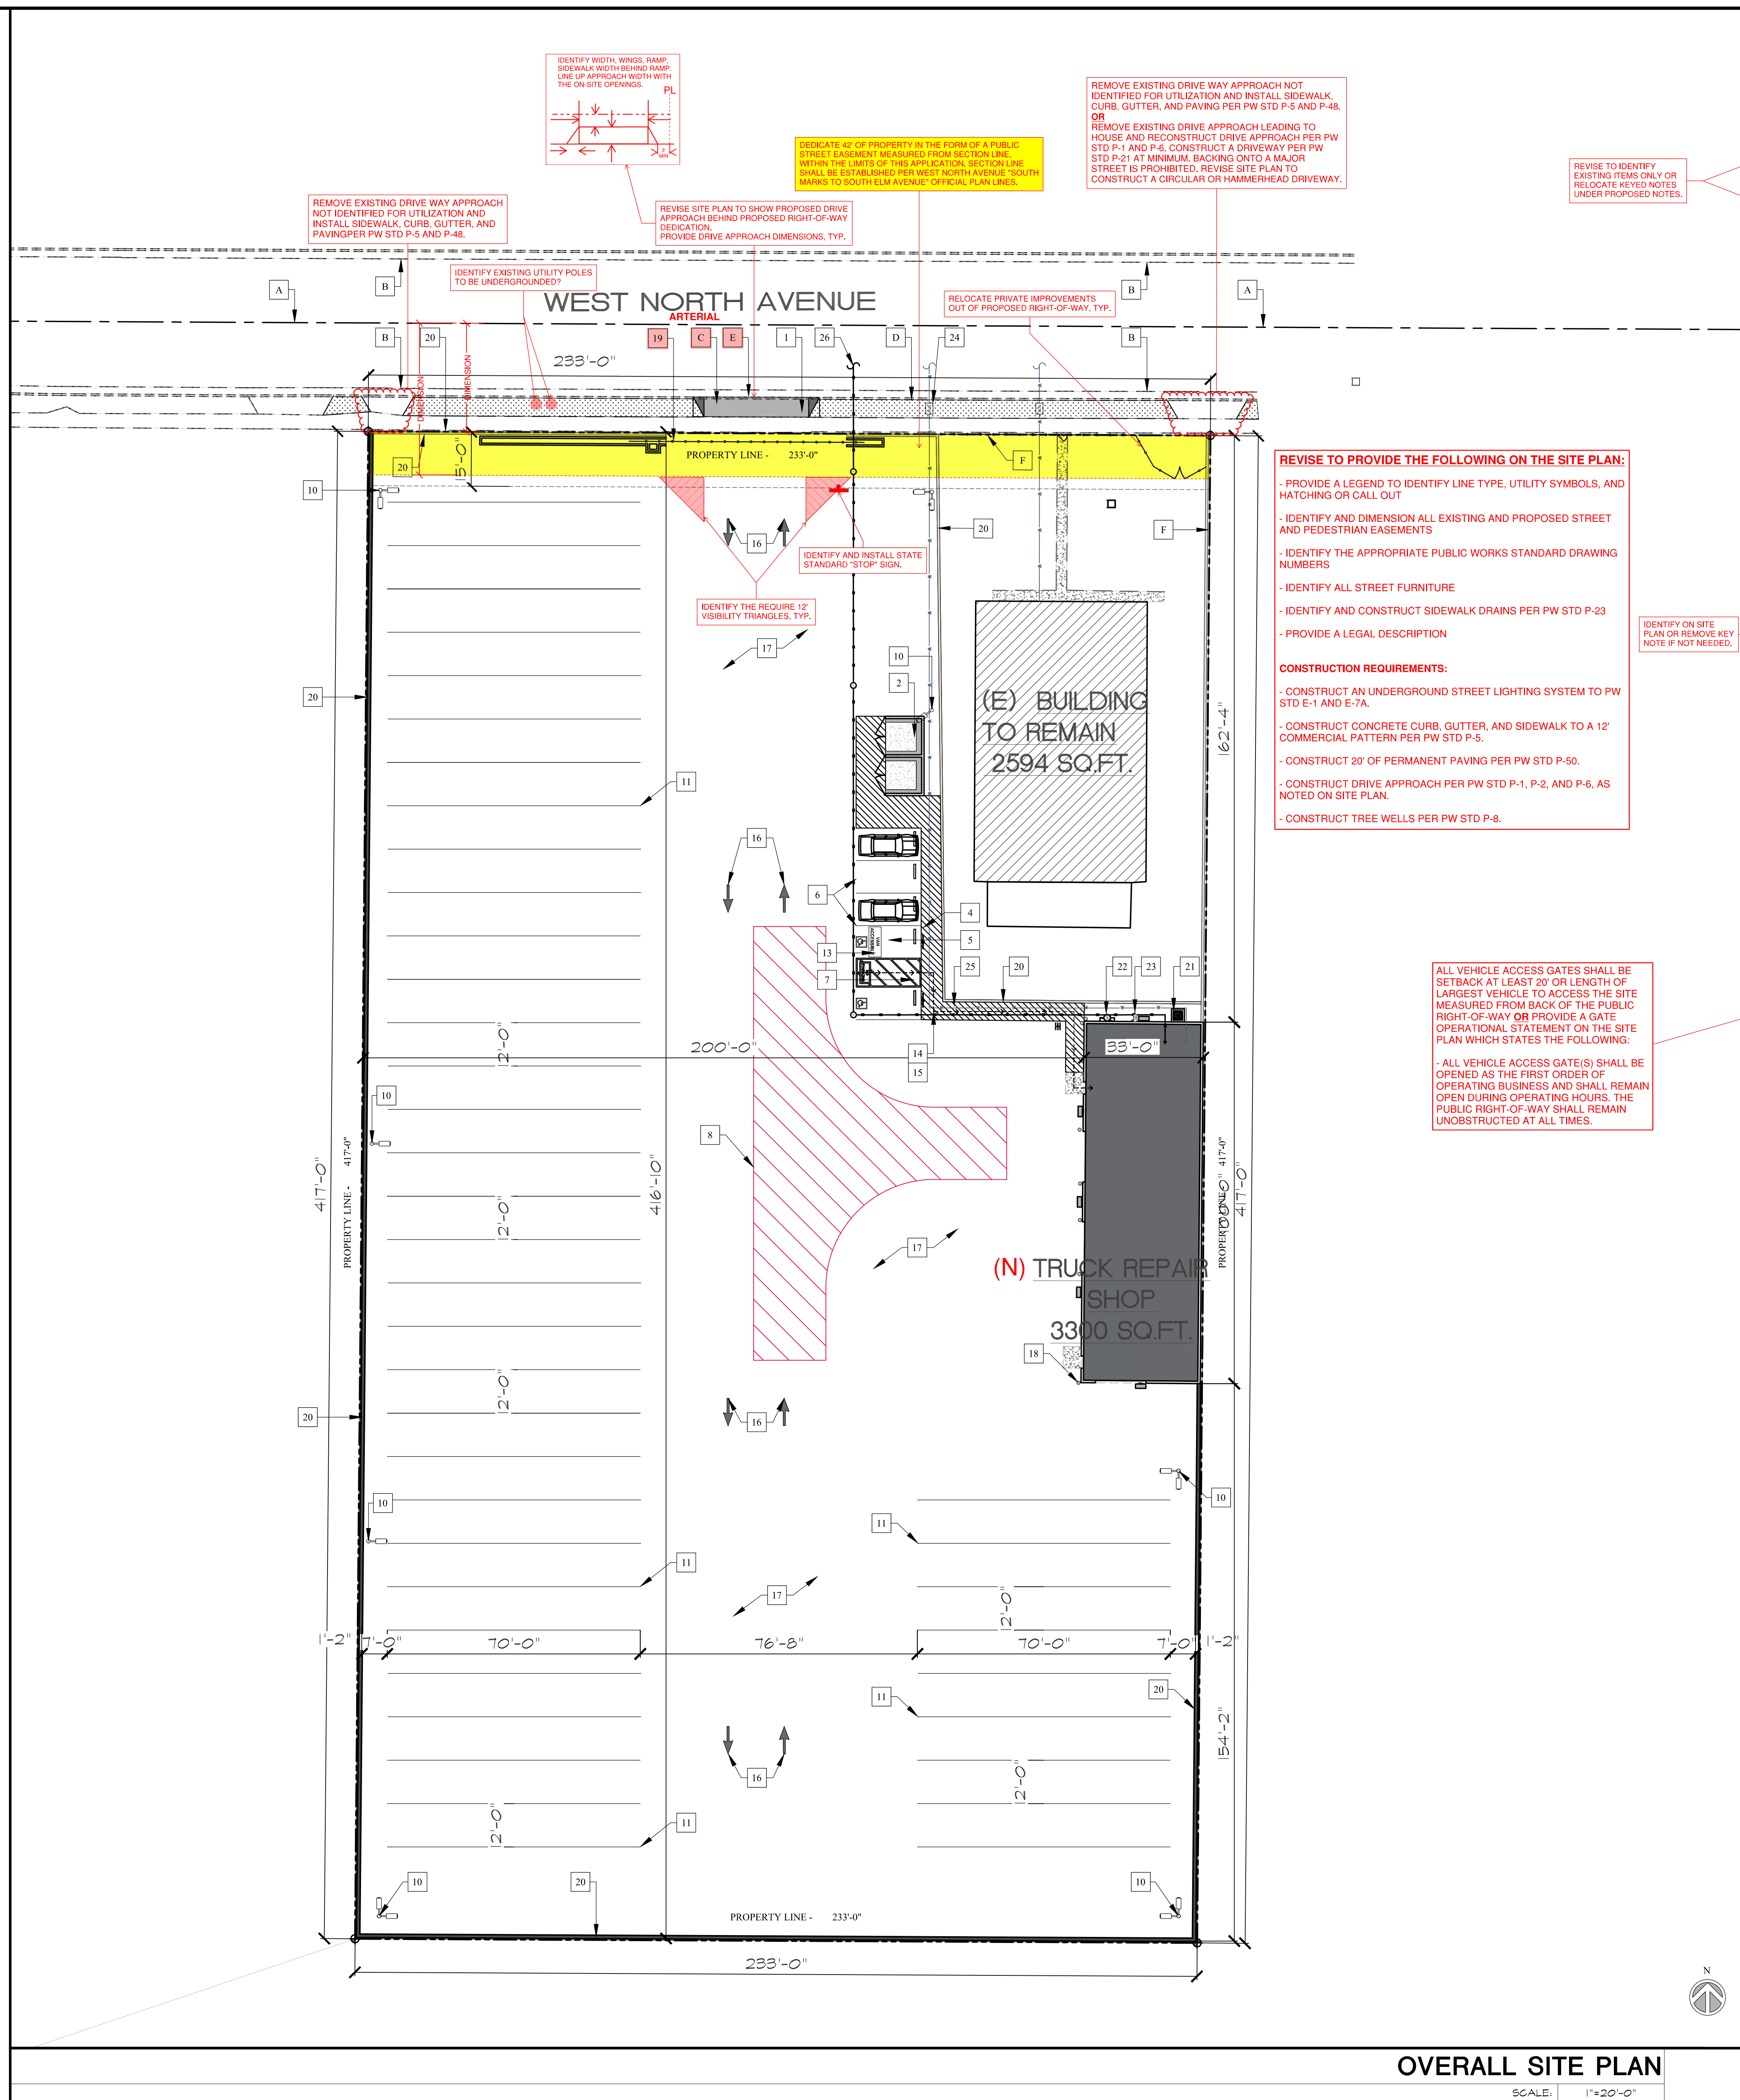 IDENTIFY WIDTH, WINGS, RAMP,
SIDEWALK WIDTH BEHIND RAMP.
LINE UP APPROACH WIDTH WITH
THE ON-SITE OPENINGS.
PL
3'
MIN
REMOVE EXISTING DRIVE WAY APPROACH NOT
IDENTIFIED FOR UTILIZATION AND INSTALL SIDEWALK,
CURB, GUTTER, AND PAVING PER PW STD P-5 AND P-48.
OR
REMOVE EXISTING DRIVE APPROACH LEADING TO
HOUSE AND RECONSTRUCT DRIVE APPROACH PER PW
STD P-1 AND P-6. CONSTRUCT A DRIVEWAY PER PW
STD P-21 AT MINIMUM. BACKING ONTO A MAJOR
STREET IS PROHIBITED. REVISE SITE PLAN TO
CONSTRUCT A CIRCULAR OR HAMMERHEAD DRIVEWAY.
DEDICATE 42' OF PROPERTY IN THE FORM OF A PUBLIC
STREET EASEMENT MEASURED FROM SECTION LINE,
WITHIN THE LIMITS OF THIS APPLICATION. SECTION LINE
SHALL BE ESTABLISHED PER WEST NORTH AVENUE "SOUTH
MARKS TO SOUTH ELM AVENUE" OFFICIAL PLAN LINES.
REVISE TO IDENTIFY
EXISTING ITEMS ONLY OR
RELOCATE KEYED NOTES
UNDER PROPOSED NOTES.
REMOVE EXISTING DRIVE WAY APPROACH
NOT IDENTIFIED FOR UTILIZATION AND
INSTALL SIDEWALK, CURB, GUTTER, AND
PAVINGPER PW STD P-5 AND P-48.
REVISE SITE PLAN TO SHOW PROPOSED DRIVE
APPROACH BEHIND PROPOSED RIGHT-OF-WAY
DEDICATION.
PROVIDE DRIVE APPROACH DIMENSIONS, TYP.
IDENTIFY EXISTING UTILITY POLES
TO BE UNDERGROUNDED?
A
B
WEST NORTH AVENUE
ARTERIAL
RELOCATE PRIVATE IMPROVEMENTS
OUT OF PROPOSED RIGHT-OF-WAY, TYP.
B
A
B
20
233'-0"
19
C
E
1
26
D
24
B
DIMENSION
DIMENSION
20
15'-0"
PROPERTY LINE - 233'-0"
F
10
16
20
F
IDENTIFY AND INSTALL STATE
STANDARD "STOP" SIGN.
IDENTIFY THE REQUIRE 12'
VISIBILITY TRIANGLES, TYP.
REVISE TO PROVIDE THE FOLLOWING ON THE SITE PLAN:
- PROVIDE A LEGEND TO IDENTIFY LINE TYPE, UTILITY SYMBOLS, AND
HATCHING OR CALL OUT
- IDENTIFY AND DIMENSION ALL EXISTING AND PROPOSED STREET
AND PEDESTRIAN EASEMENTS
- IDENTIFY THE APPROPRIATE PUBLIC WORKS STANDARD DRAWING
NUMBERS
- IDENTIFY ALL STREET FURNITURE
- IDENTIFY AND CONSTRUCT SIDEWALK DRAINS PER PW STD P-23
- PROVIDE A LEGAL DESCRIPTION
CONSTRUCTION REQUIREMENTS:
- CONSTRUCT AN UNDERGROUND STREET LIGHTING SYSTEM TO PW
STD E-1 AND E-7A.
- CONSTRUCT CONCRETE CURB, GUTTER, AND SIDEWALK TO A 12'
COMMERCIAL PATTERN PER PW STD P-5.
- CONSTRUCT 20' OF PERMANENT PAVING PER PW STD P-50.
- CONSTRUCT DRIVE APPROACH PER PW STD P-1, P-2, AND P-6, AS
NOTED ON SITE PLAN.
- CONSTRUCT TREE WELLS PER PW STD P-8.
IDENTIFY ON SITE
PLAN OR REMOVE KEY
NOTE IF NOT NEEDED.
17
10
2
20
(E) BUILDING
TO REMAIN
2594 SQ.FT.
162'-4"
11
16
6
4
5
VAN
ACCESSIBLE
13
7
25
20
22
23
21
ALL VEHICLE ACCESS GATES SHALL BE
SETBACK AT LEAST 20' OR LENGTH OF
LARGEST VEHICLE TO ACCESS THE SITE
MEASURED FROM BACK OF THE PUBLIC
RIGHT-OF-WAY OR PROVIDE A GATE
OPERATIONAL STATEMENT ON THE SITE
PLAN WHICH STATES THE FOLLOWING:
- ALL VEHICLE ACCESS GATE(S) SHALL BE
OPENED AS THE FIRST ORDER OF
OPERATING BUSINESS AND SHALL REMAIN
OPEN DURING OPERATING HOURS. THE
PUBLIC RIGHT-OF-WAY SHALL REMAIN
UNOBSTRUCTED AT ALL TIMES.
12'-0"
200'-0"
14
15
33'-0"
10
8
417'-0"
PROPERTY LINE - 417'-0"
416'-10"
12'-0"
PROPERTY LINE - 417'-0"
100'-0"
417'-0"
17
(N) TRUCK REPAIR
SHOP
3300 SQ.FT.
18
12'-0"
20
16
10
10
11
11
17
12'-0"
1'-2"
7'-0"
70'-0"
76'-8"
70'-0"
7'-0"
1'-2"
11
20
154'-2"
16
12'-0"
12'-0"
11
10
20
10
PROPERTY LINE - 233'-0"
233'-0"
N
OVERALL SITE PLAN
SCALE: 1"=20'-0"